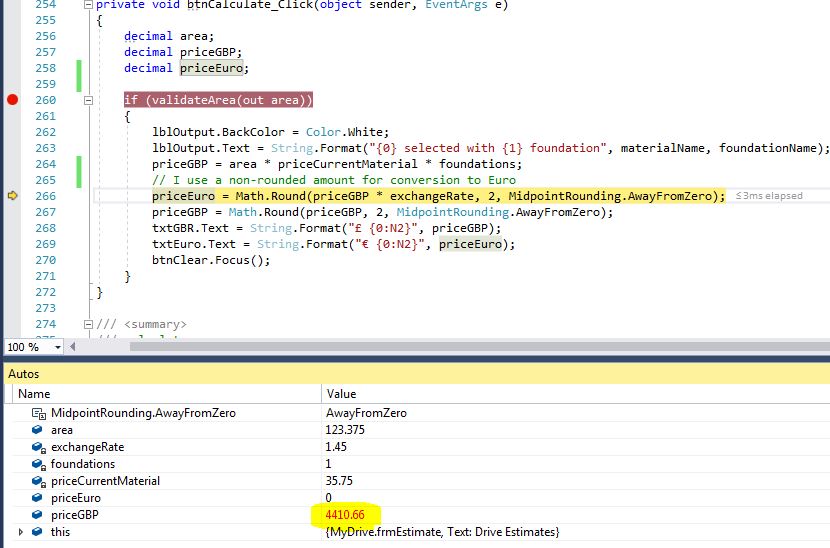 254 private void btnCalculate_Click(object sender, EventArgs e)
255 {
256 decimal area;
257 decimal priceGBP;
258 decimal priceEuro;
259
260 if (validateArea(out area))
261 {
262 lblOutput.BackColor = Color.White;
263 lblOutput.Text = String.Format("{0} selected with {1} foundation", materialName, foundationName);
264 priceGBP = area * priceCurrentMaterial * foundations;
265 // I use a non-rounded amount for conversion to Euro
266 priceEuro = Math.Round(priceGBP * exchangeRate, 2, MidpointRounding.AwayFromZero); ≤3ms elapsed
267 priceGBP = Math.Round(priceGBP, 2, MidpointRounding.AwayFromZero);
268 txtGBR.Text = String.Format("£ {0:N2}", priceGBP);
269 txtEuro.Text = String.Format("€ {0:N2}", priceEuro);
270 btnClear.Focus();
271 }
272 }
273
274 /// <summary>
100 %
Autos
Name Value
MidpointRounding.AwayFromZero AwayFromZero
area 123.375
exchangeRate 1.45
foundations 1
priceCurrentMaterial 35.75
priceEuro 0
priceGBP 4410.66
this {MyDrive.frmEstimate, Text: Drive Estimates}